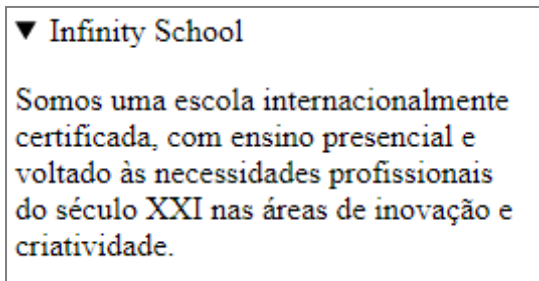 ▼ Infinity School
Somos uma escola internacionalmente
certificada, com ensino presencial e
voltado às necessidades profissionais
do século XXI nas áreas de inovação e
criatividade.